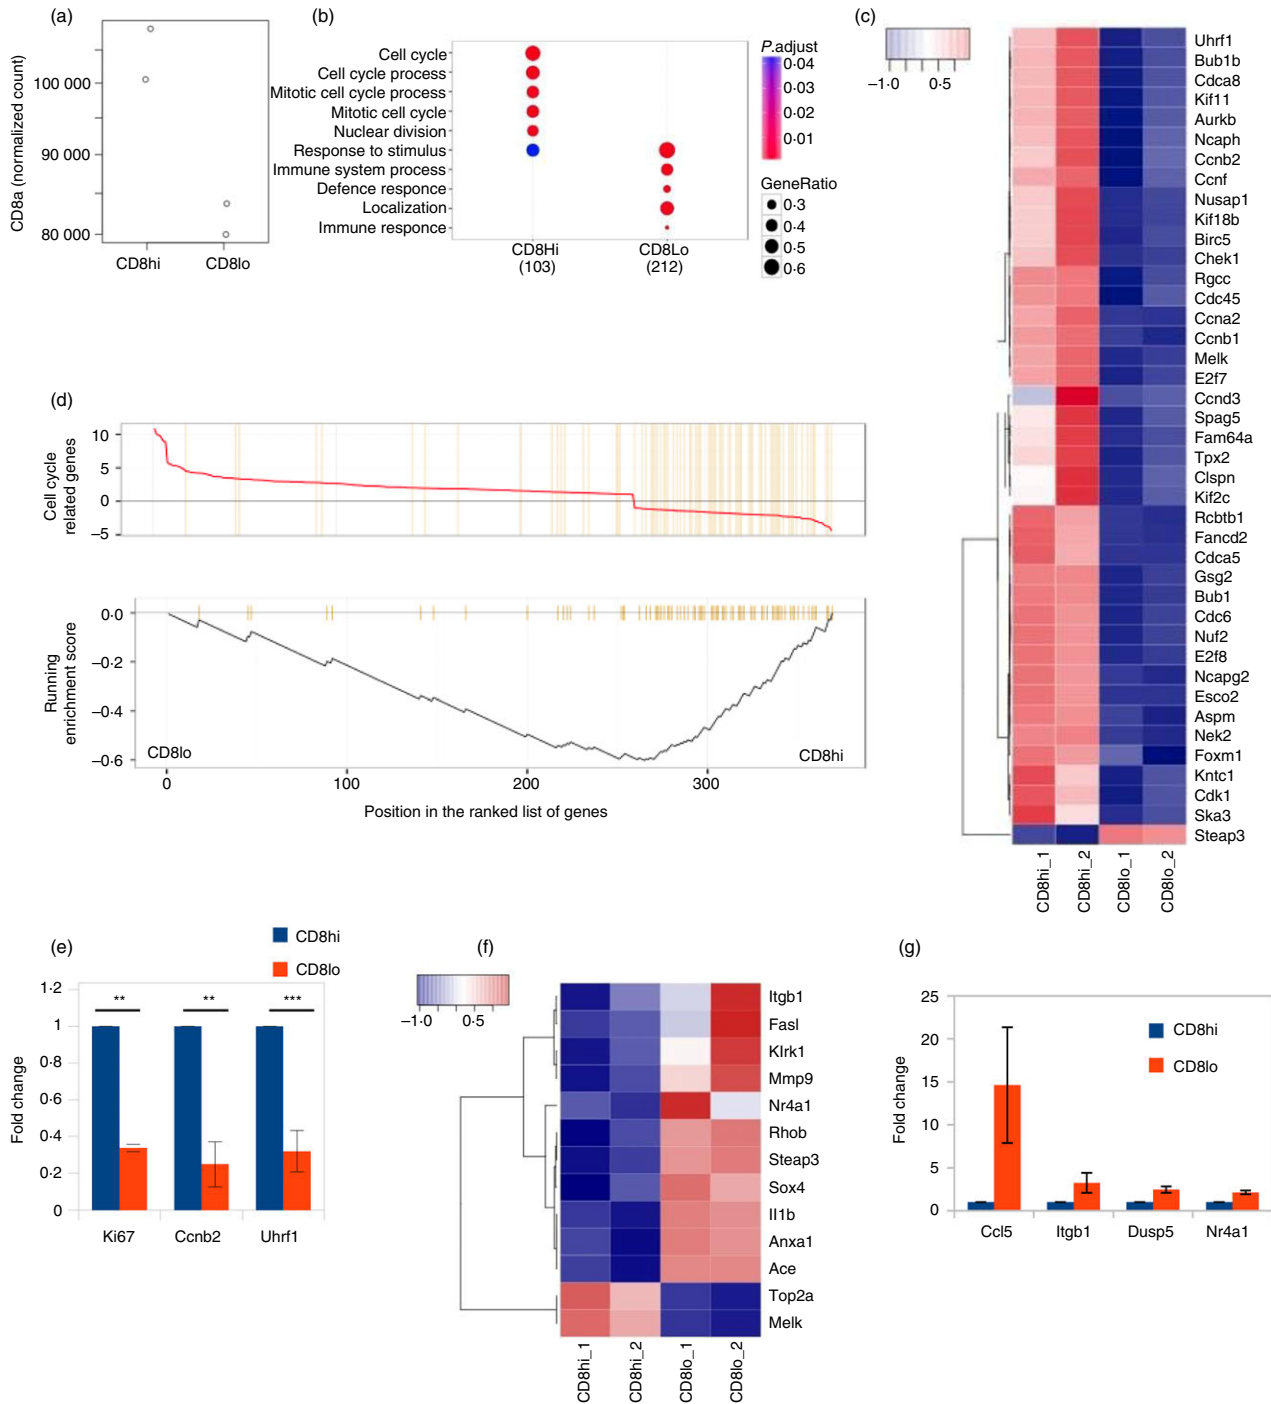 (a)
CD8a (normalized count)
100 000
90 000
80 000
CD8hi
CD8lo
(b)
Cell cycle
Cell cycle process
Mitotic cell cycle process
Mitotic cell cycle
Nuclear division
Response to stimulus
Immune system process
Defence responce
Localization
Immune responce
CD8Hi
(103)
CD8Lo
(212)
P.adjust
0·04
0·03
0·02
0·01
GeneRatio
0·3
0·4
0·5
0·6
(c)
–1·0 0·5
Uhrf1
Bub1b
Cdca8
Kif11
Aurkb
Ncaph
Ccnb2
Ccnf
Nusap1
Kif18b
Birc5
Chek1
Rgcc
Cdc45
Ccna2
Ccnb1
Melk
E2f7
Ccnd3
Spag5
Fam64a
Tpx2
Clspn
Kif2c
Rcbtb1
Fancd2
Cdca5
Gsg2
Bub1
Cdc6
Nuf2
E2f8
Ncapg2
Esco2
Aspm
Nek2
Foxm1
Kntc1
Cdk1
Ska3
Steap3
CD8hi_1
CD8hi_2
CD8lo_1
CD8lo_2
(d)
Cell cycle
related genes
10
5
0
–5
Running
enrichment score
0·0
–0·2
–0·4
–0·6
CD8lo
CD8hi
0 100 200 300
Position in the ranked list of genes
(e)
CD8hi
CD8lo
Fold change
1·2
1
0·8
0·6
0·4
0·2
0
** ** ***
Ki67 Ccnb2 Uhrf1
(f)
–1·0 0·5
Itgb1
Fasl
Klrk1
Mmp9
Nr4a1
Rhob
Steap3
Sox4
Il1b
Anxa1
Ace
Top2a
Melk
CD8hi_1
CD8hi_2
CD8lo_1
CD8lo_2
(g)
Fold change
25
20
15
10
5
0
CD8hi
CD8lo
Ccl5 Itgb1 Dusp5 Nr4a1